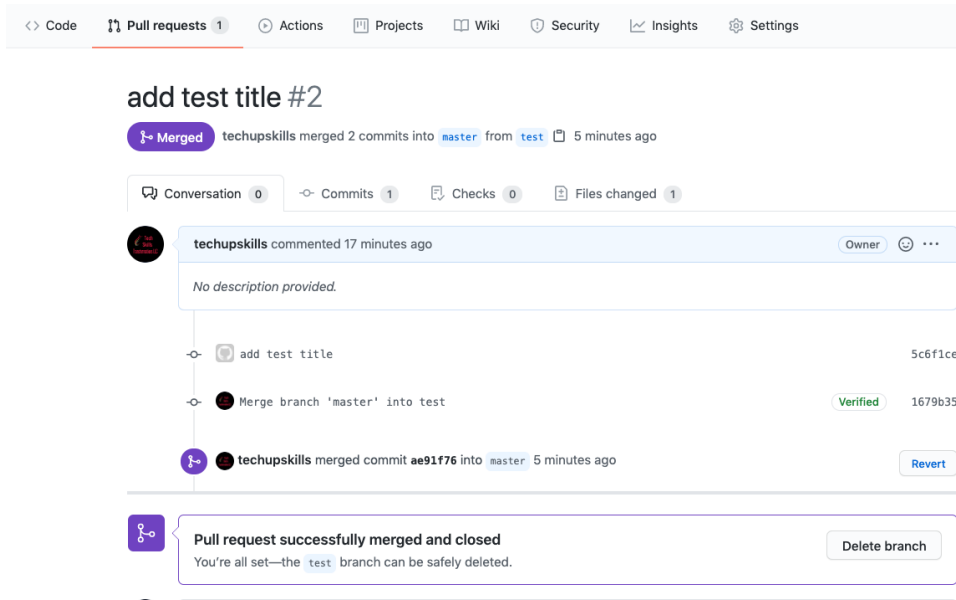 Code Pull requests 1 Actions Projects Wiki Security Insights Settings
add test title #2
Merged techupskills merged 2 commits into master from test 5 minutes ago
Conversation 0 Commits 1 Checks 0 Files changed 1
techupskills commented 17 minutes ago Owner
No description provided.
add test title 5c6f1ce
Merge branch 'master' into test Verified 1679b35
techupskills merged commit ae91f76 into master 5 minutes ago Revert
Pull request successfully merged and closed
Delete branch
You're all set—the test branch can be safely deleted.